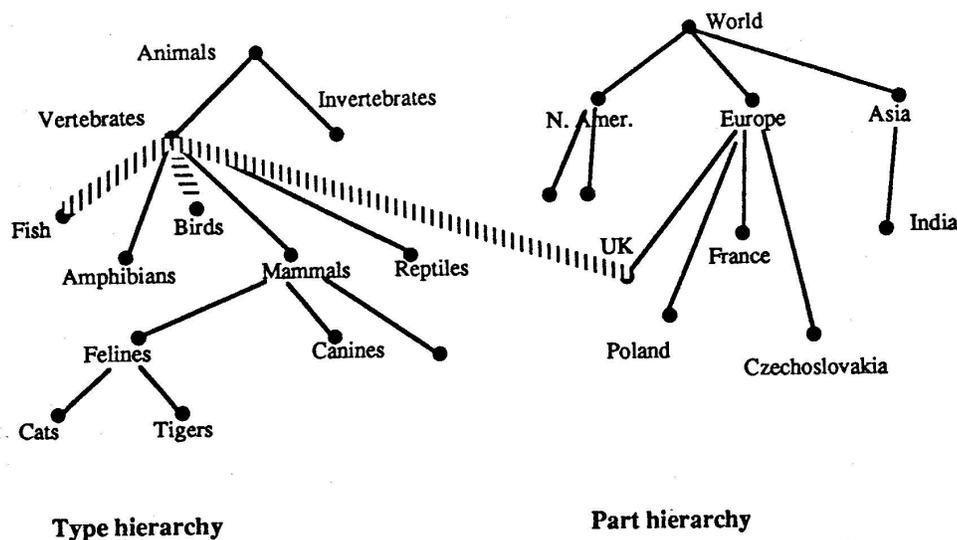 World
Animals
Invertebrates
Vertebrates
N. Amer.
Europe
Asia
Fish
Birds
India
UK
France
Amphibians
Mammals
Reptiles
Felines
Canines
Poland
Czechoslovakia
Cats
Tigers
Type hierarchy
Part hierarchy